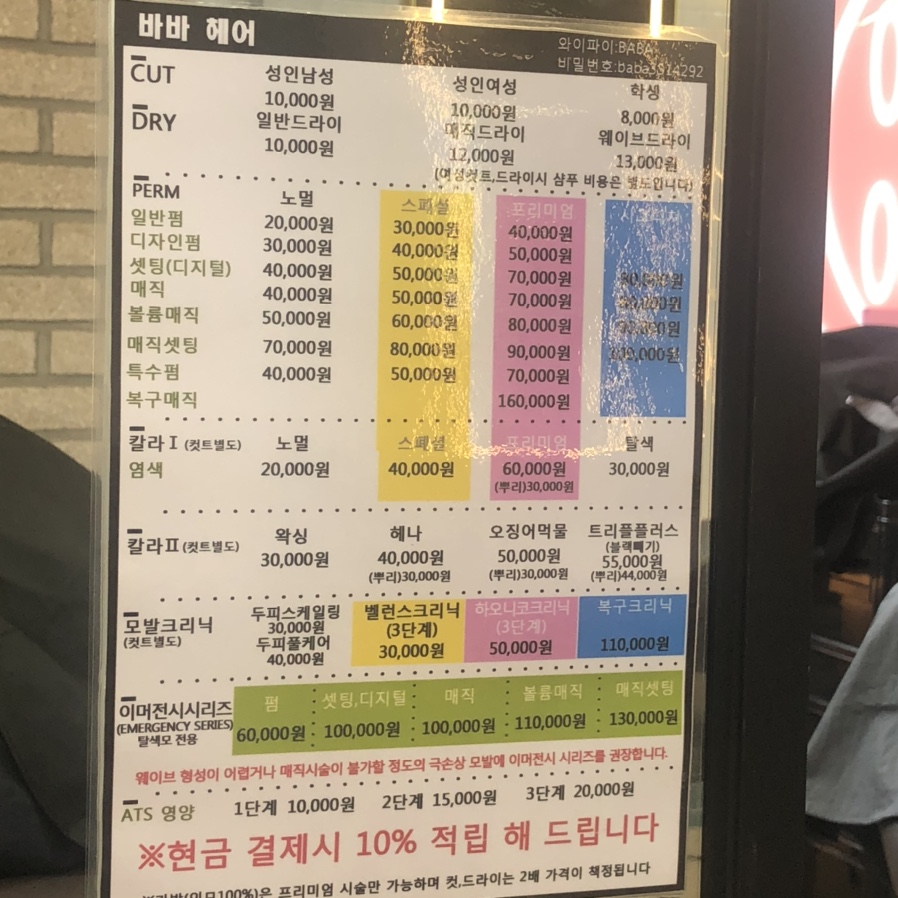 바바 헤어
와이파이:BABA
비밀번호:baba3914292
CUT 성인남성 성인여성 학생
10,000원 10,000원 8,000원
DRY 일반드라이 매직드라이 웨이브드라이
10,000원 12,000원 13,000원
(여성컷트,드라이시 샴푸 비용은 별도입니다)
PERM 노멀 스페셜 프리미엄
일반펌 20,000원 30,000원 40,000원
디자인펌 30,000원 40,000원 50,000원
셋팅(디지털) 40,000원 50,000원 70,000원
매직 40,000원 50,000원 70,000원
볼륨매직 50,000원 60,000원 80,000원
매직셋팅 70,000원 80,000원 90,000원
특수펌 40,000원 50,000원 70,000원
복구매직 160,000원
칼라Ⅰ (컷트별도) 노멀 스페셜 프리미엄 탈색
염색 20,000원 40,000원 60,000원 30,000원
(뿌리)30,000원
칼라Ⅱ (컷트별도) 왁싱 헤나 오징어먹물 트리플플러스
(블랙빼기)
30,000원 40,000원 50,000원 55,000원
(뿌리)30,000원 (뿌리)30,000원 (뿌리)44,000원
모발크리닉 두피스케일링 벨런스크리닉 하오니코크리닉 복구크리닉
(컷트별도) 30,000원 (3단계) (3단계)
두피풀케어 30,000원 50,000원 110,000원
40,000원
이머전시시리즈 펌 셋팅,디지털 매직 볼륨매직 매직셋팅
(EMERGENCY SERIES) 60,000원 100,000원 100,000원 110,000원 130,000원
탈색모 전용
웨이브 형성이 어렵거나 매직시술이 불가할 정도의 극손상 모발에 이머전시 시리즈를 권장합니다.
ATS 영양 1단계 10,000원 2단계 15,000원 3단계 20,000원
※현금 결제시 10% 적립 해 드립니다
프리미엄 시술만 가능하며 컷,드라이는 2배 가격이 책정됩니다